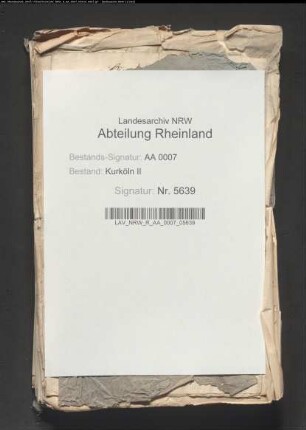 Landesarchiv NRW
Abteilung Rheinland
Bestands-Signatur: AA 0007
Bestand: Kurköln II
Signatur: Nr. 5639
LAV_NRW_R_AA_0007_05639